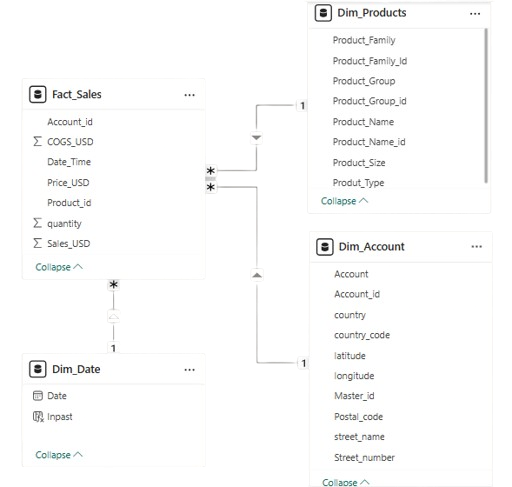 Dim_Products
...
Product_Family
Product_Family_Id
Product_Group
Product_Group_id
Product_Name
Product_Name_id
Product_Size
Produt_Type
Collapse
Fact_Sales
...
Account_id
Σ COGS_USD
Date_Time
Price_USD
Product_id
Σ quantity
Σ Sales_USD
Collapse
1
*
*
*
1
1
Dim_Account
...
Account
Account_id
country
country_code
latitude
longitude
Master_id
Postal_code
street_name
Street_number
Collapse
Dim_Date
...
Date
Inpast
Collapse